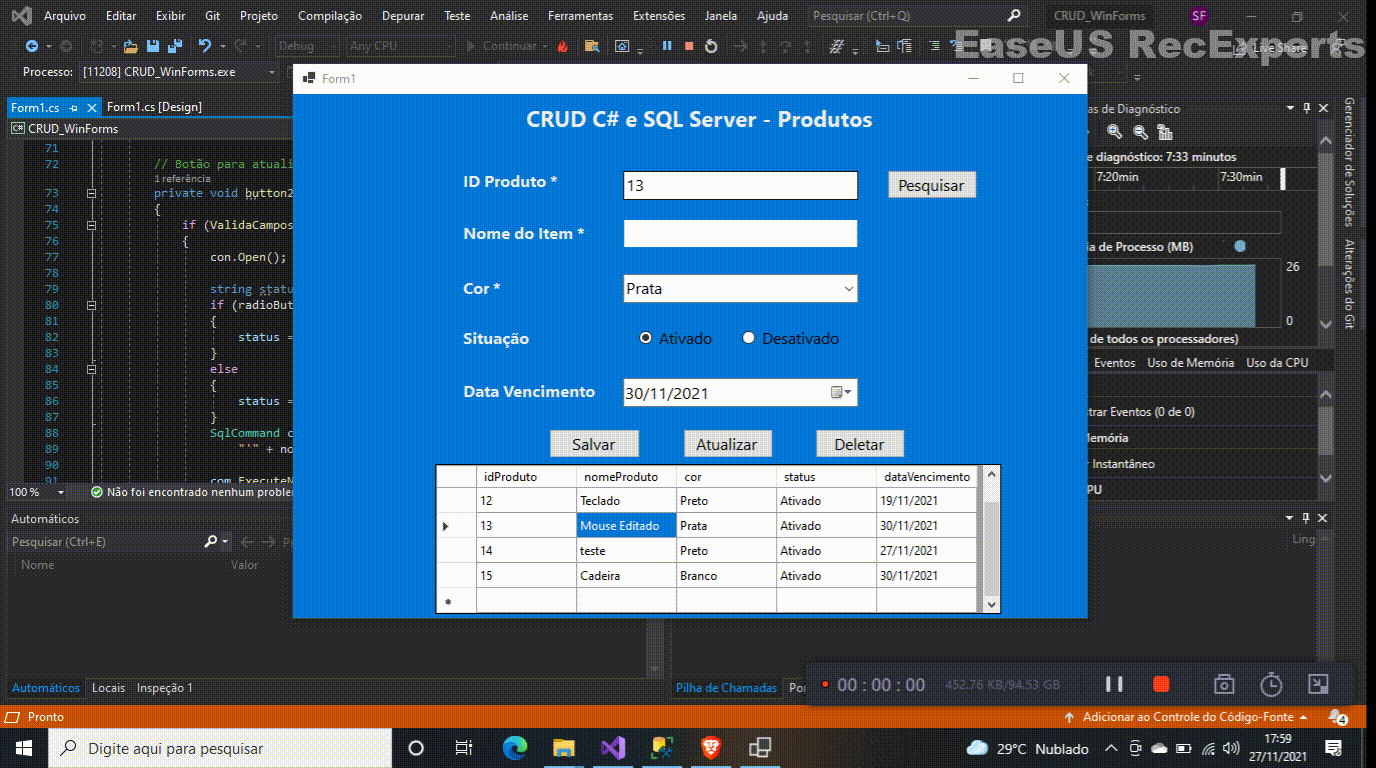 Arquivo Editar Exibir Git Projeto Compilação Depurar Teste Análise Ferramentas Extensões Janela Ajuda Pesquisar (Ctrl+Q) CRUD_WinForms SF
Debug Any CPU Continuar Live Share
EaseUS RecExperts
Processo: [11208] CRUD_WinForms.exe
Form1
Form1.cs Form1.cs [Design]
C# CRUD_WinForms
71
72 // Botão para atuali
1 referência
73 private void button2
74 {
75 if (ValidaCampos
76 {
77 con.Open();
78
79 string statu
80 if (radioBut
81 {
82 status =
83 }
84 else
85 {
86 status =
87 }
88 SqlCommand c
89 "'" + no
90
91 com.ExecuteN
100 % Não foi encontrado nenhum probler
CRUD C# e SQL Server - Produtos
ID Produto * 13 Pesquisar
Nome do Item *
Cor * Prata
Situação Ativado Desativado
Data Vencimento 30/11/2021
Salvar Atualizar Deletar
idProduto nomeProduto cor status dataVencimento
12 Teclado Preto Ativado 19/11/2021
13 Mouse Editado Prata Ativado 30/11/2021
14 teste Preto Ativado 27/11/2021
15 Cadeira Branco Ativado 30/11/2021
*
as de Diagnóstico
e diagnóstico: 7:33 minutos
7:20min 7:30min
ia de Processo (MB)
26
0
de todos os processadores)
Eventos Uso de Memória Uso da CPU
trar Eventos (0 de 0)
emória
Instantâneo
PU
Gerenciador de Soluções
Alterações do Git
Automáticos
Pesquisar (Ctrl+E)
Nome Valor
Ling
Automáticos Locais Inspeção 1
Pilha de Chamadas Po
00 : 00 : 00 452.76 KB/94.53 GB
Pronto Adicionar ao Controle do Código-Fonte 4
Digite aqui para pesquisar 29°C Nublado 17:59
27/11/2021